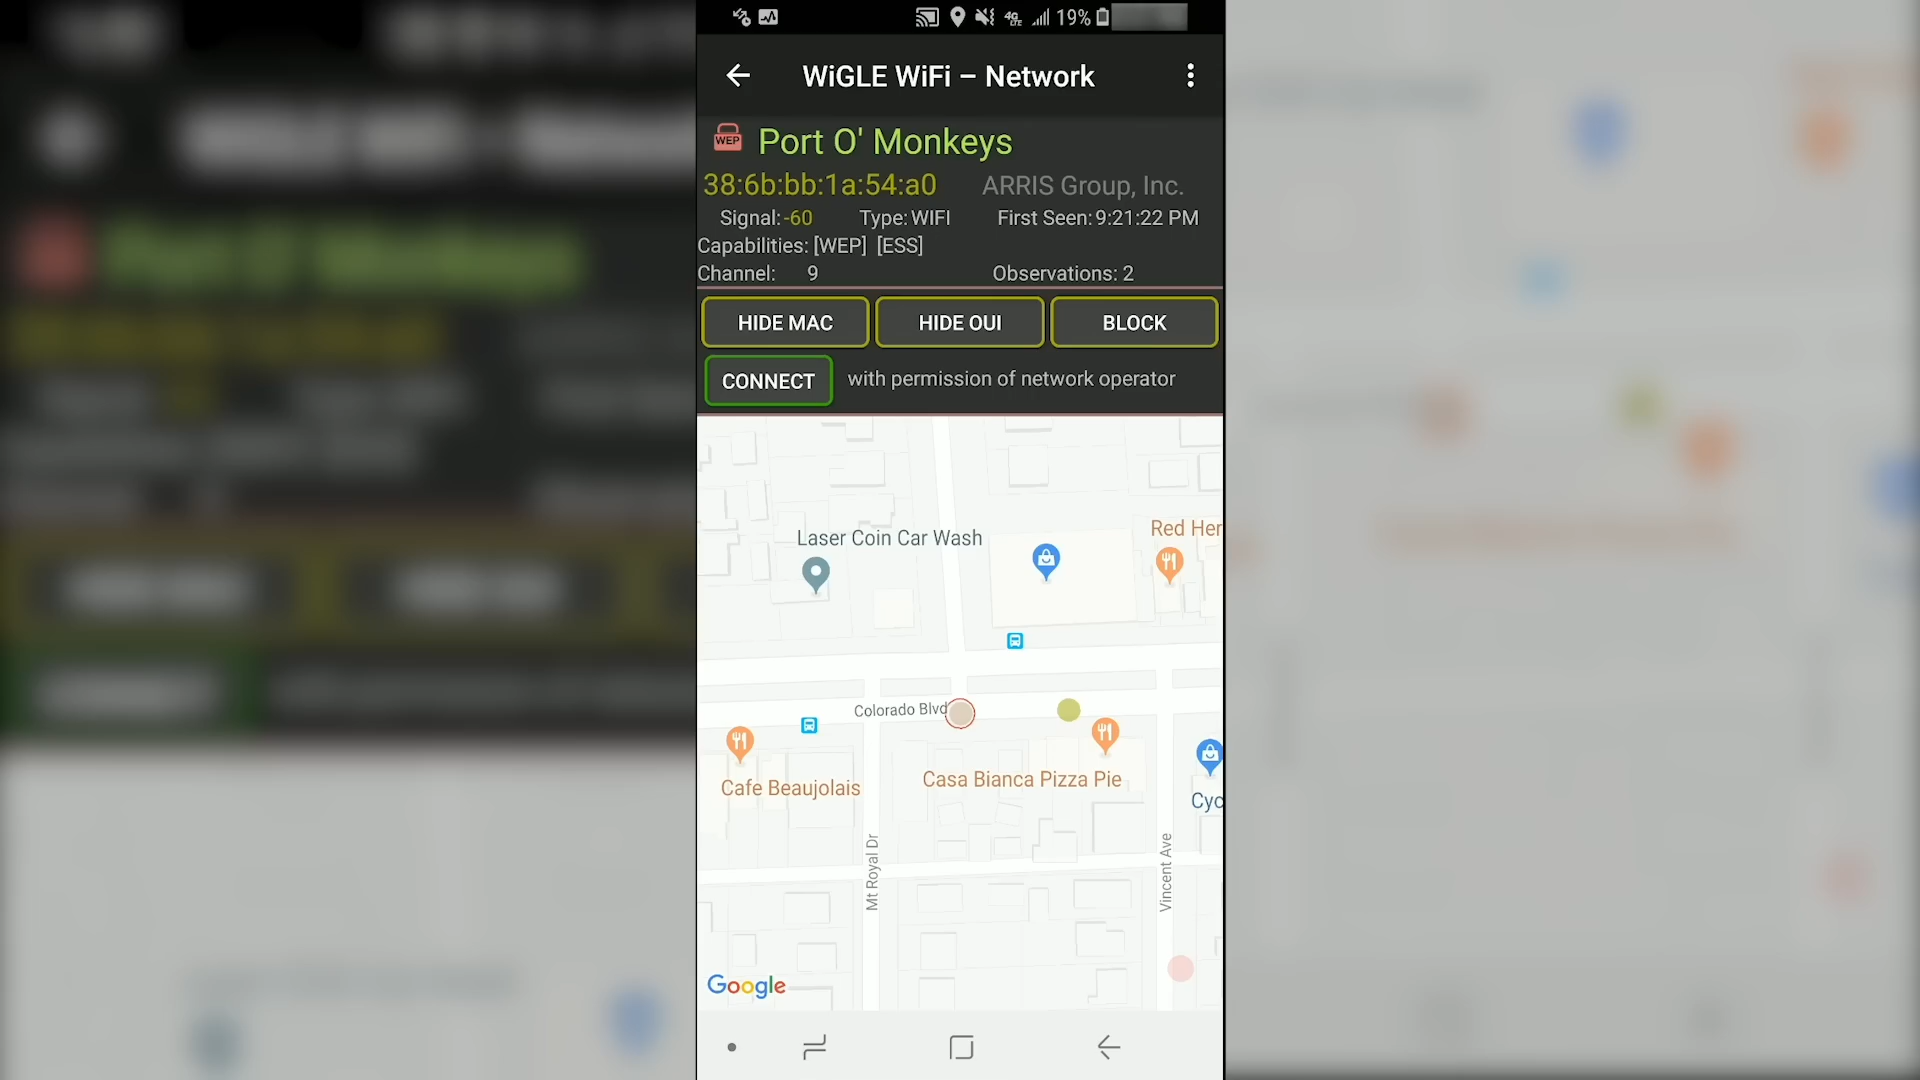 4G LTE 19%
WiGLE WiFi – Network
WEP Port O' Monkeys
38:6b:bb:1a:54:a0 ARRIS Group, Inc.
Signal: -60 Type: WIFI First Seen: 9:21:22 PM
Capabilities: [WEP] [ESS]
Channel: 9 Observations: 2
HIDE MAC HIDE OUI BLOCK
CONNECT with permission of network operator
Red Her
Laser Coin Car Wash
Colorado Blvd
Casa Bianca Pizza Pie
Cafe Beaujolais
Cyc
Mt Royal Dr
Vincent Ave
Google